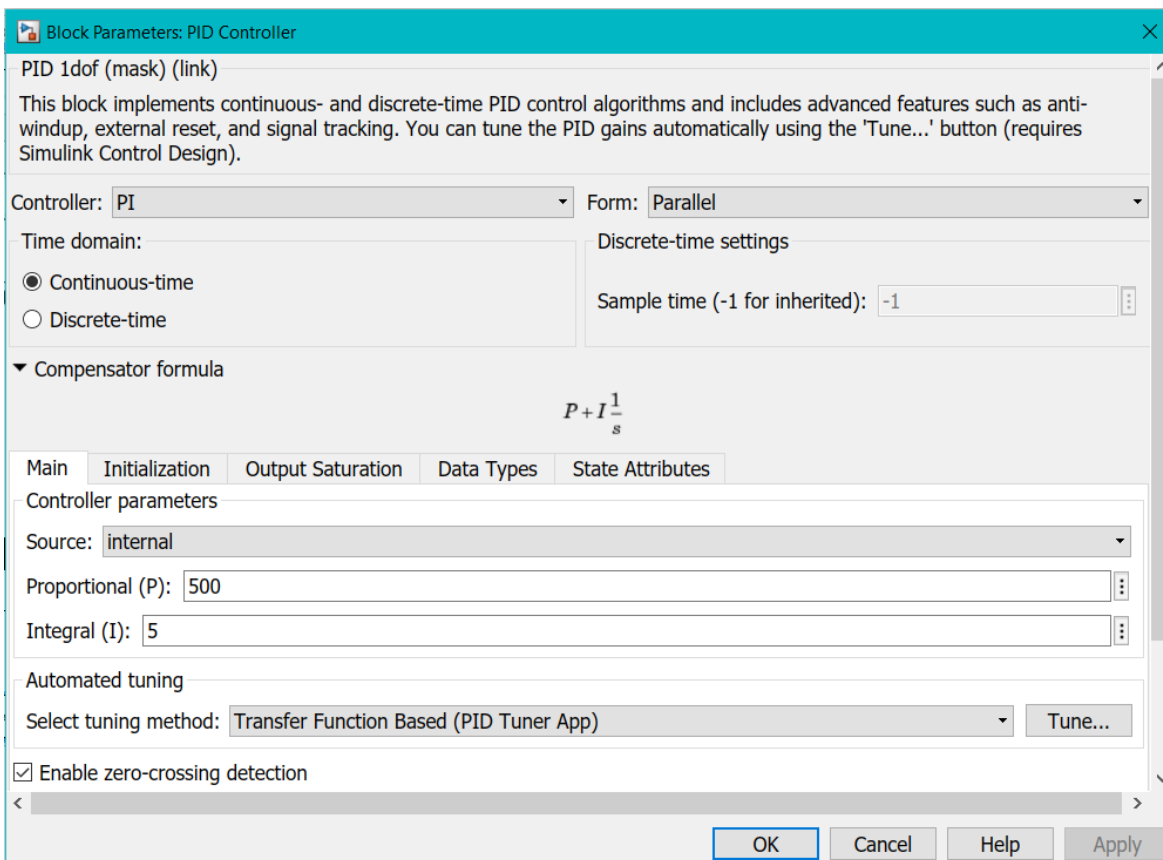 Block Parameters: PID Controller
PID 1dof (mask) (link)
This block implements continuous- and discrete-time PID control algorithms and includes advanced features such as anti-
windup, external reset, and signal tracking. You can tune the PID gains automatically using the 'Tune...' button (requires
Simulink Control Design).
Controller: PI Form: Parallel
Time domain: Discrete-time settings
Continuous-time
Sample time (-1 for inherited): -1
Discrete-time
Compensator formula
P + I 1/s
Main Initialization Output Saturation Data Types State Attributes
Controller parameters
Source: internal
Proportional (P): 500
Integral (I): 5
Automated tuning
Select tuning method: Transfer Function Based (PID Tuner App) Tune...
Enable zero-crossing detection
OK Cancel Help Apply